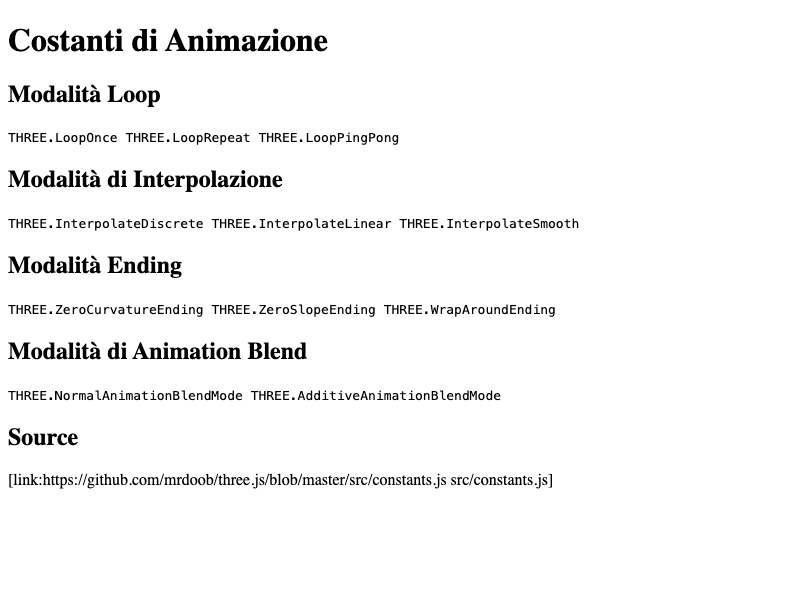 Costanti di Animazione
Modalità Loop
THREE.LoopOnce THREE.LoopRepeat THREE.LoopPingPong
Modalità di Interpolazione
THREE.InterpolateDiscrete THREE.InterpolateLinear THREE.InterpolateSmooth
Modalità Ending
THREE.ZeroCurvatureEnding THREE.ZeroSlopeEnding THREE.WrapAroundEnding
Modalità di Animation Blend
THREE.NormalAnimationBlendMode THREE.AdditiveAnimationBlendMode
Source
[link:https://github.com/mrdoob/three.js/blob/master/src/constants.js src/constants.js]